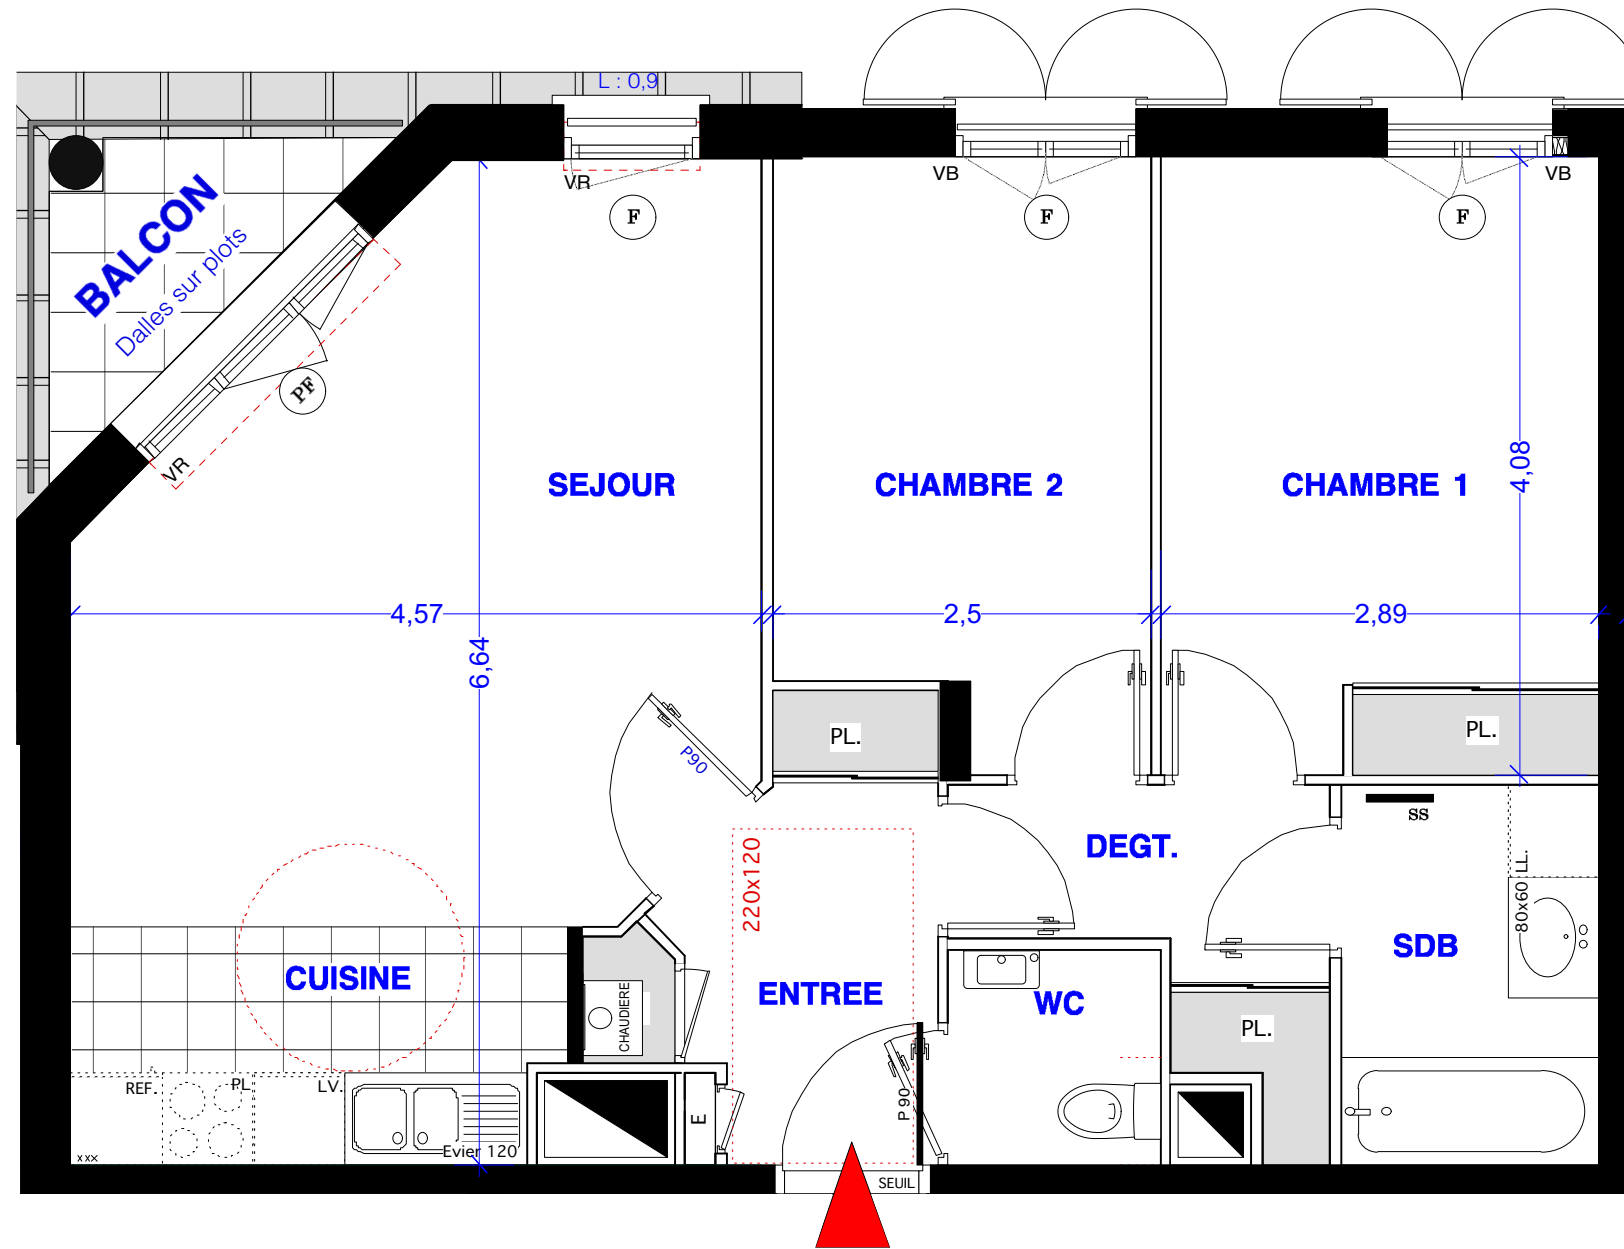 L : 0,9
VR
F
VB
F
VB
F
BALCON
Dalles sur plots
PF
VR
SEJOUR
CHAMBRE 2
CHAMBRE 1
4,08
4,57
2,5
2,89
6,64
P90
PL.
PL.
SS
220x120
DEGT.
80x60 LL.
SDB
CUISINE
CHAUDIERE
ENTREE
WC
PL.
REF.
PL
LV.
E
P 90
Evier 120
xxx
SEUIL